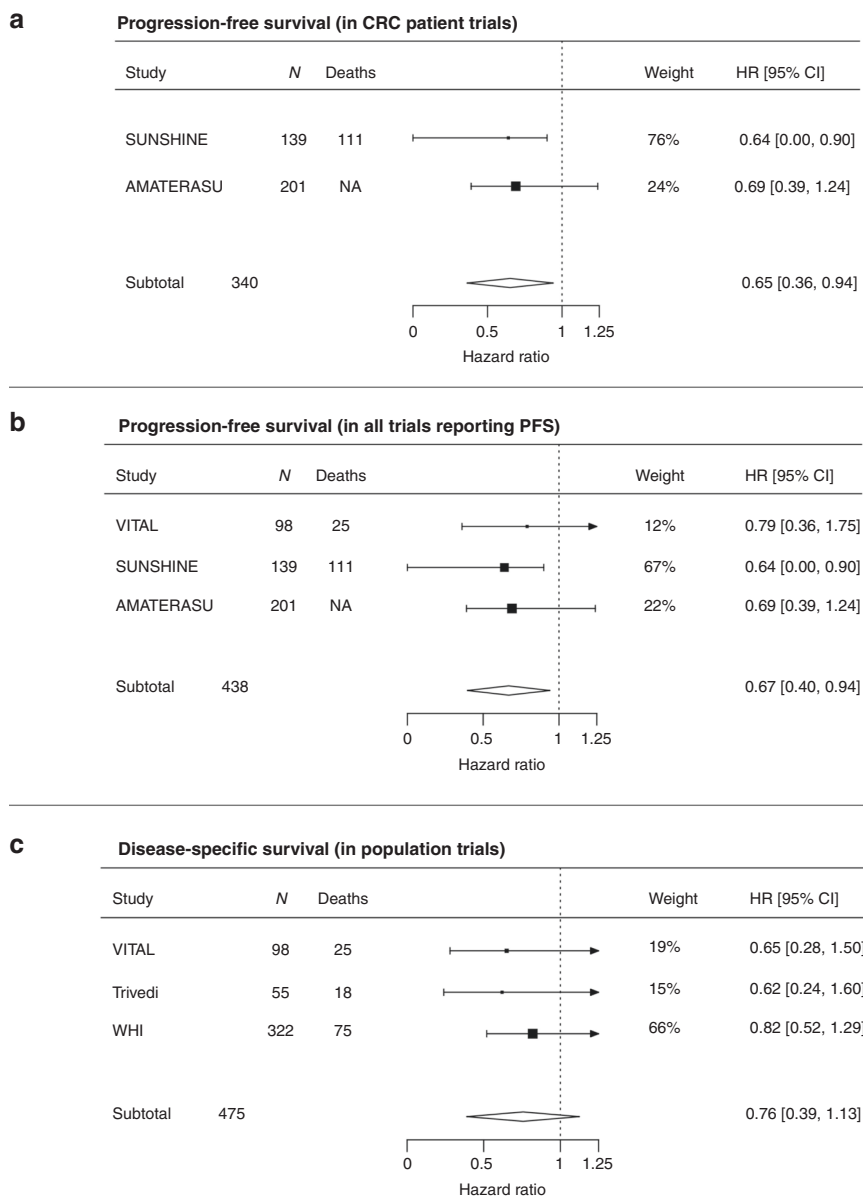 a
Progression-free survival (in CRC patient trials)
Study N Deaths Weight HR [95% CI]
SUNSHINE 139 111 76% 0.64 [0.00, 0.90]
AMATERASU 201 NA 24% 0.69 [0.39, 1.24]
Subtotal 340 0.65 [0.36, 0.94]
0 0.5 1 1.25
Hazard ratio
b
Progression-free survival (in all trials reporting PFS)
Study N Deaths Weight HR [95% CI]
VITAL 98 25 12% 0.79 [0.36, 1.75]
SUNSHINE 139 111 67% 0.64 [0.00, 0.90]
AMATERASU 201 NA 22% 0.69 [0.39, 1.24]
Subtotal 438 0.67 [0.40, 0.94]
0 0.5 1 1.25
Hazard ratio
c
Disease-specific survival (in population trials)
Study N Deaths Weight HR [95% CI]
VITAL 98 25 19% 0.65 [0.28, 1.50]
Trivedi 55 18 15% 0.62 [0.24, 1.60]
WHI 322 75 66% 0.82 [0.52, 1.29]
Subtotal 475 0.76 [0.39, 1.13]
0 0.5 1 1.25
Hazard ratio